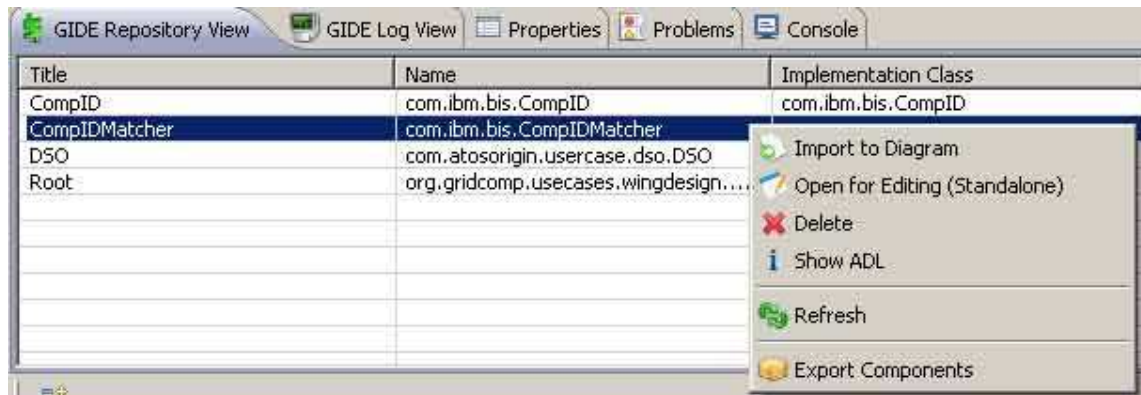 GIDE Repository View GIDE Log View Properties Problems Console
Title Name Implementation Class
CompID com.ibm.bis.CompID com.ibm.bis.CompID
CompIDMatcher com.ibm.bis.CompIDMatcher
DSO com.atosorigin.usercase.dso.DSO
Root org.gridcomp.usecases.wingdesign....
Import to Diagram
Open for Editing (Standalone)
Delete
Show ADL
Refresh
Export Components